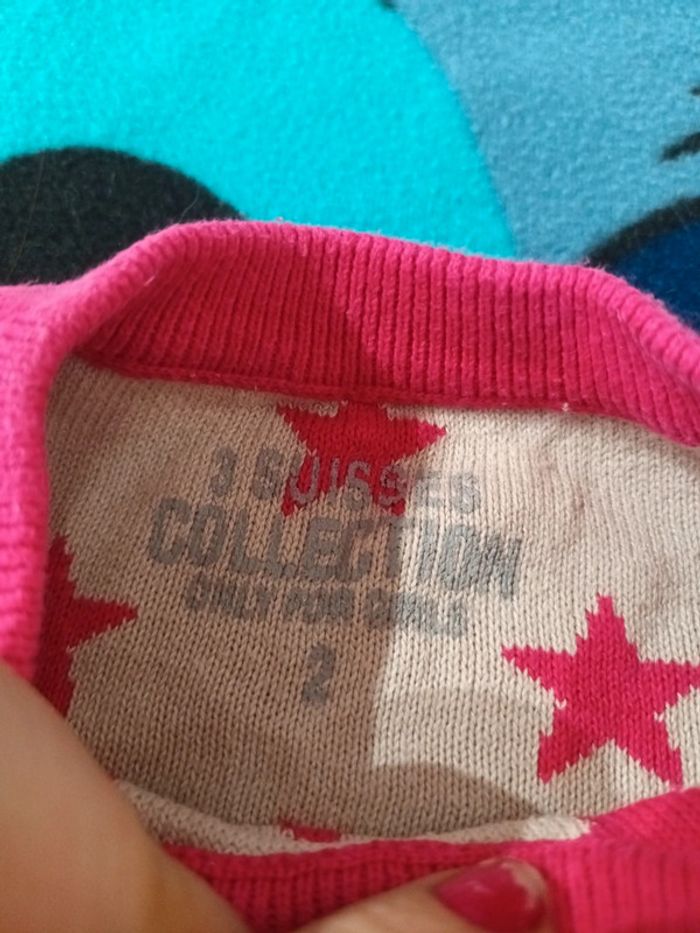 3 SUISSES
COLLECTION
ONLY FOR GIRLS
2